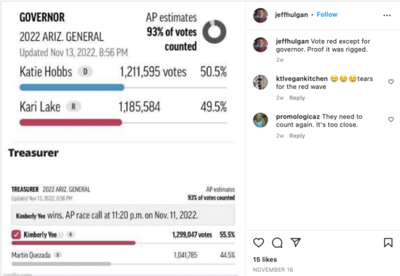 GOVERNOR
AP estimates
93% of votes
counted
2022 ARIZ. GENERAL
Updated Nov 13, 2022, 8:56 PM
Katie Hobbs D 1,211,595 votes 50.5%
Kari Lake R 1,185,584 49.5%
Treasurer
TREASURER 2022 ARIZ. GENERAL
AP estimates
Updated Nov 13, 2022, 8:56 PM
93% of votes counted
Kimberly Yee wins. AP race call at 11:20 p.m. on Nov. 11, 2022.
Kimberly Yee R 1,299,047 votes 55.5%
Martin Quezada 1,041,785 44.5%
jeffhulgan • Follow
jeffhulgan Vote red except for
governor. Proof it was rigged.
2w
ktlvegankitchen 😢😢😢tears
for the red wave
2w Reply
promologicaz They need to
count again. It's too close.
2w Reply
15 likes
NOVEMBER 16